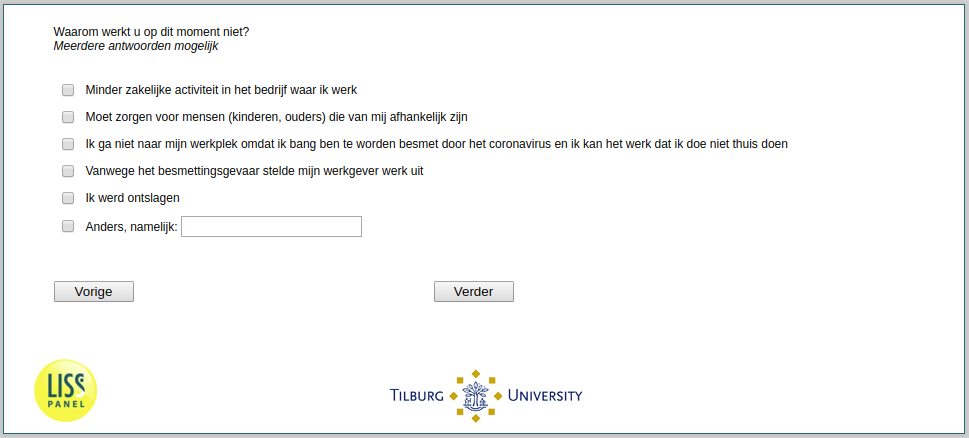 Waarom werkt u op dit moment niet?
Meerdere antwoorden mogelijk
Minder zakelijke activiteit in het bedrijf waar ik werk
Moet zorgen voor mensen (kinderen, ouders) die van mij afhankelijk zijn
Ik ga niet naar mijn werkplek omdat ik bang ben te worden besmet door het coronavirus en ik kan het werk dat ik doe niet thuis doen
Vanwege het besmettingsgevaar stelde mijn werkgever werk uit
Ik werd ontslagen
Anders, namelijk:
Vorige Verder
LISS
PANEL
TILBURG UNIVERSITY